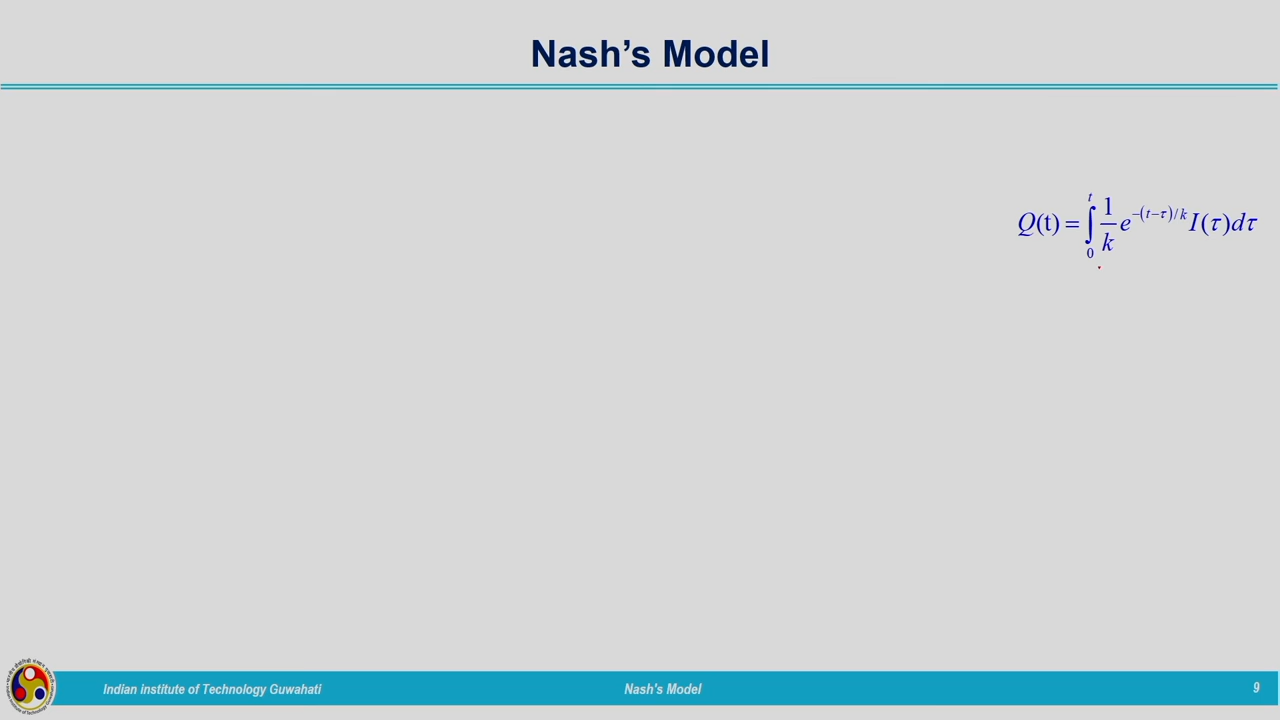 Nash's Model
Q(t) = ∫₀ᵗ (1/k) e^{-(t-τ)/k} I(τ)dτ
Indian institute of Technology Guwahati
Nash's Model
9